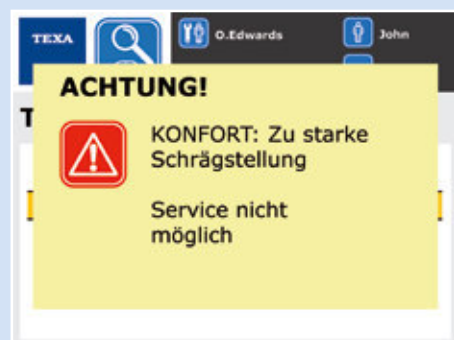 TEXA
O.Edwards
John
ACHTUNG!
T
KONFORT: Zu starke
Schrägstellung
Service nicht
möglich